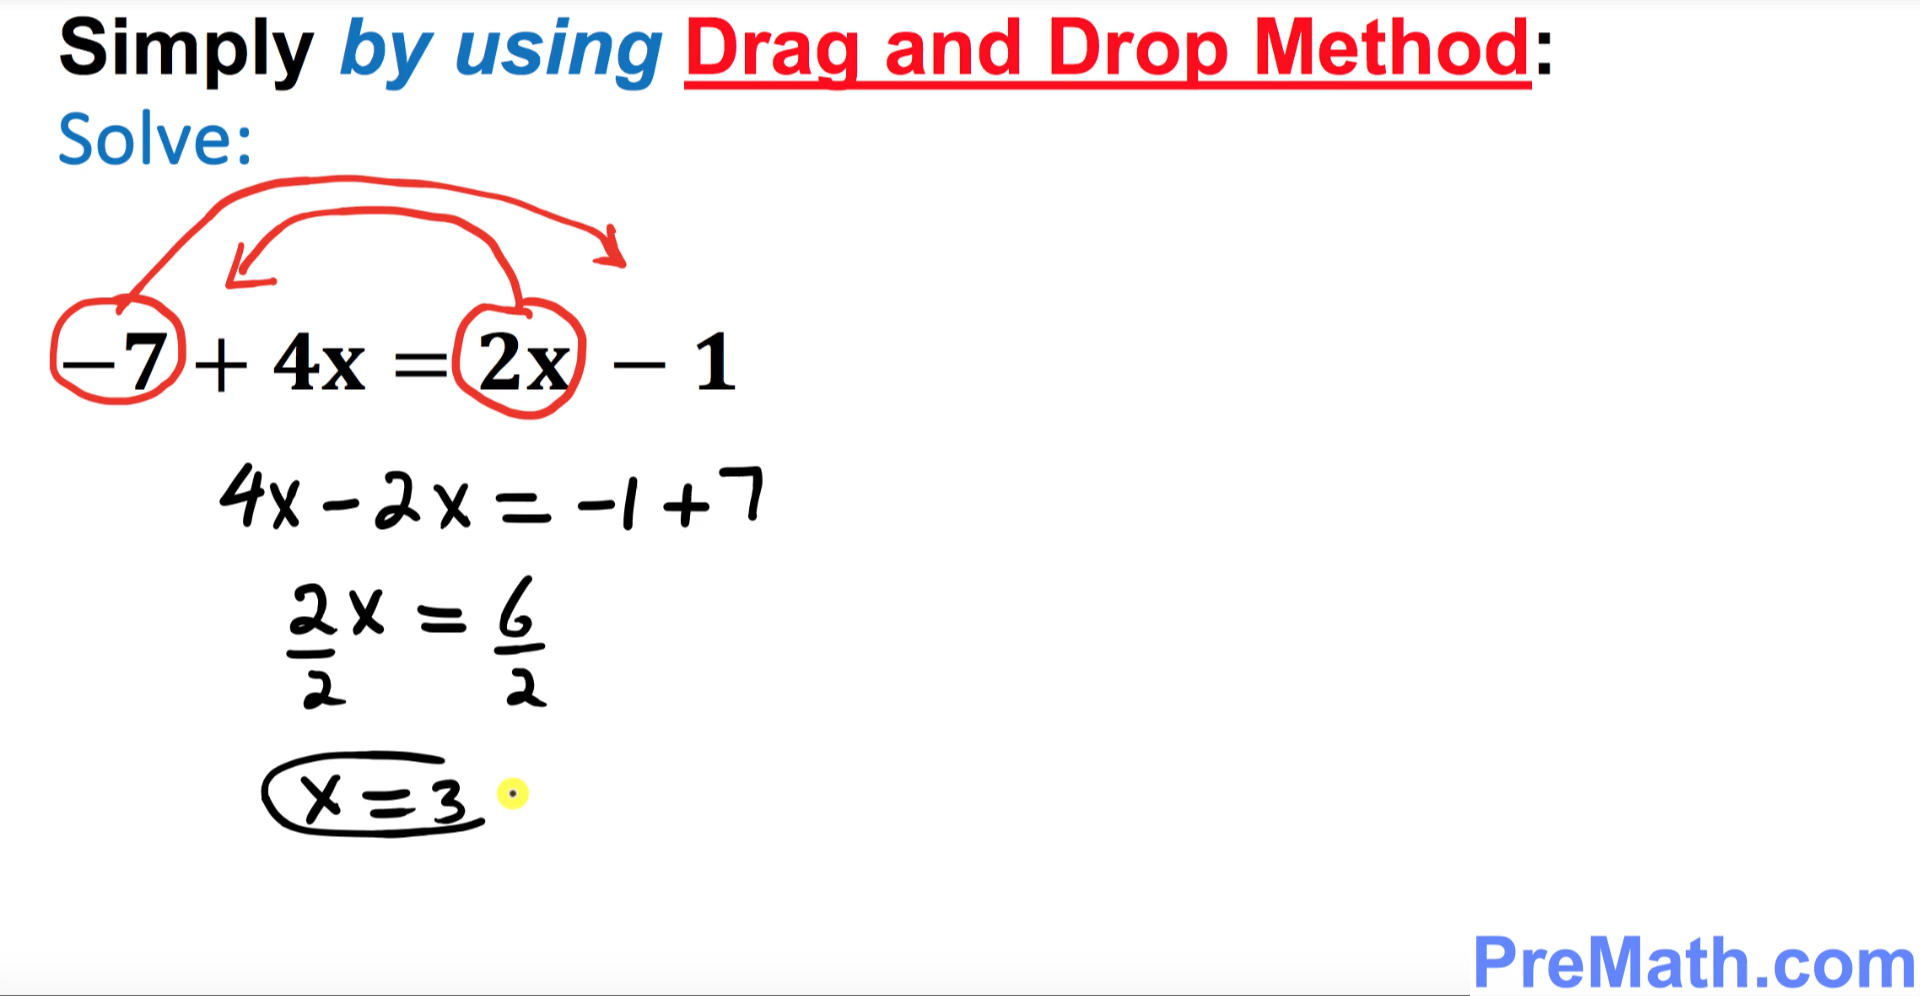 Simply by using Drag and Drop Method:
Solve:
−7 + 4x = 2x − 1
4x - 2x = -1 + 7
2x = 6
2 2
x = 3
PreMath.com